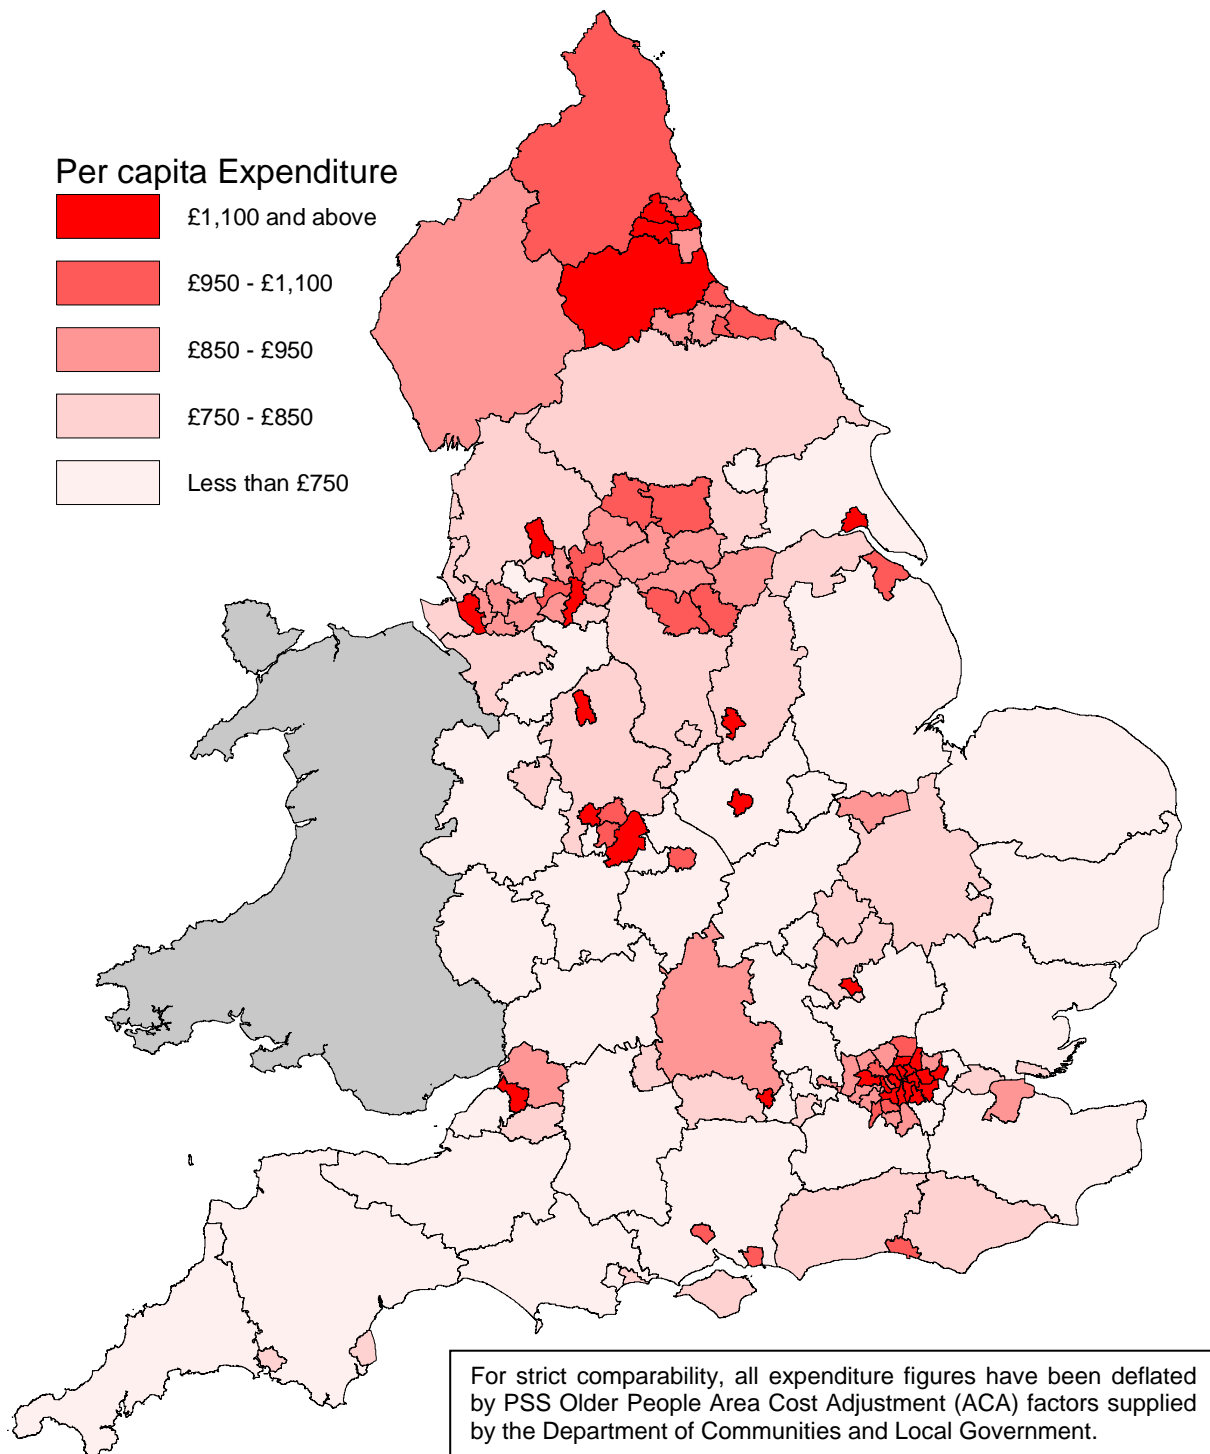 Per capita Expenditure
£1,100 and above
£950 - £1,100
£850 - £950
£750 - £850
Less than £750
For strict comparability, all expenditure figures have been deflated
by PSS Older People Area Cost Adjustment (ACA) factors supplied
by the Department of Communities and Local Government.